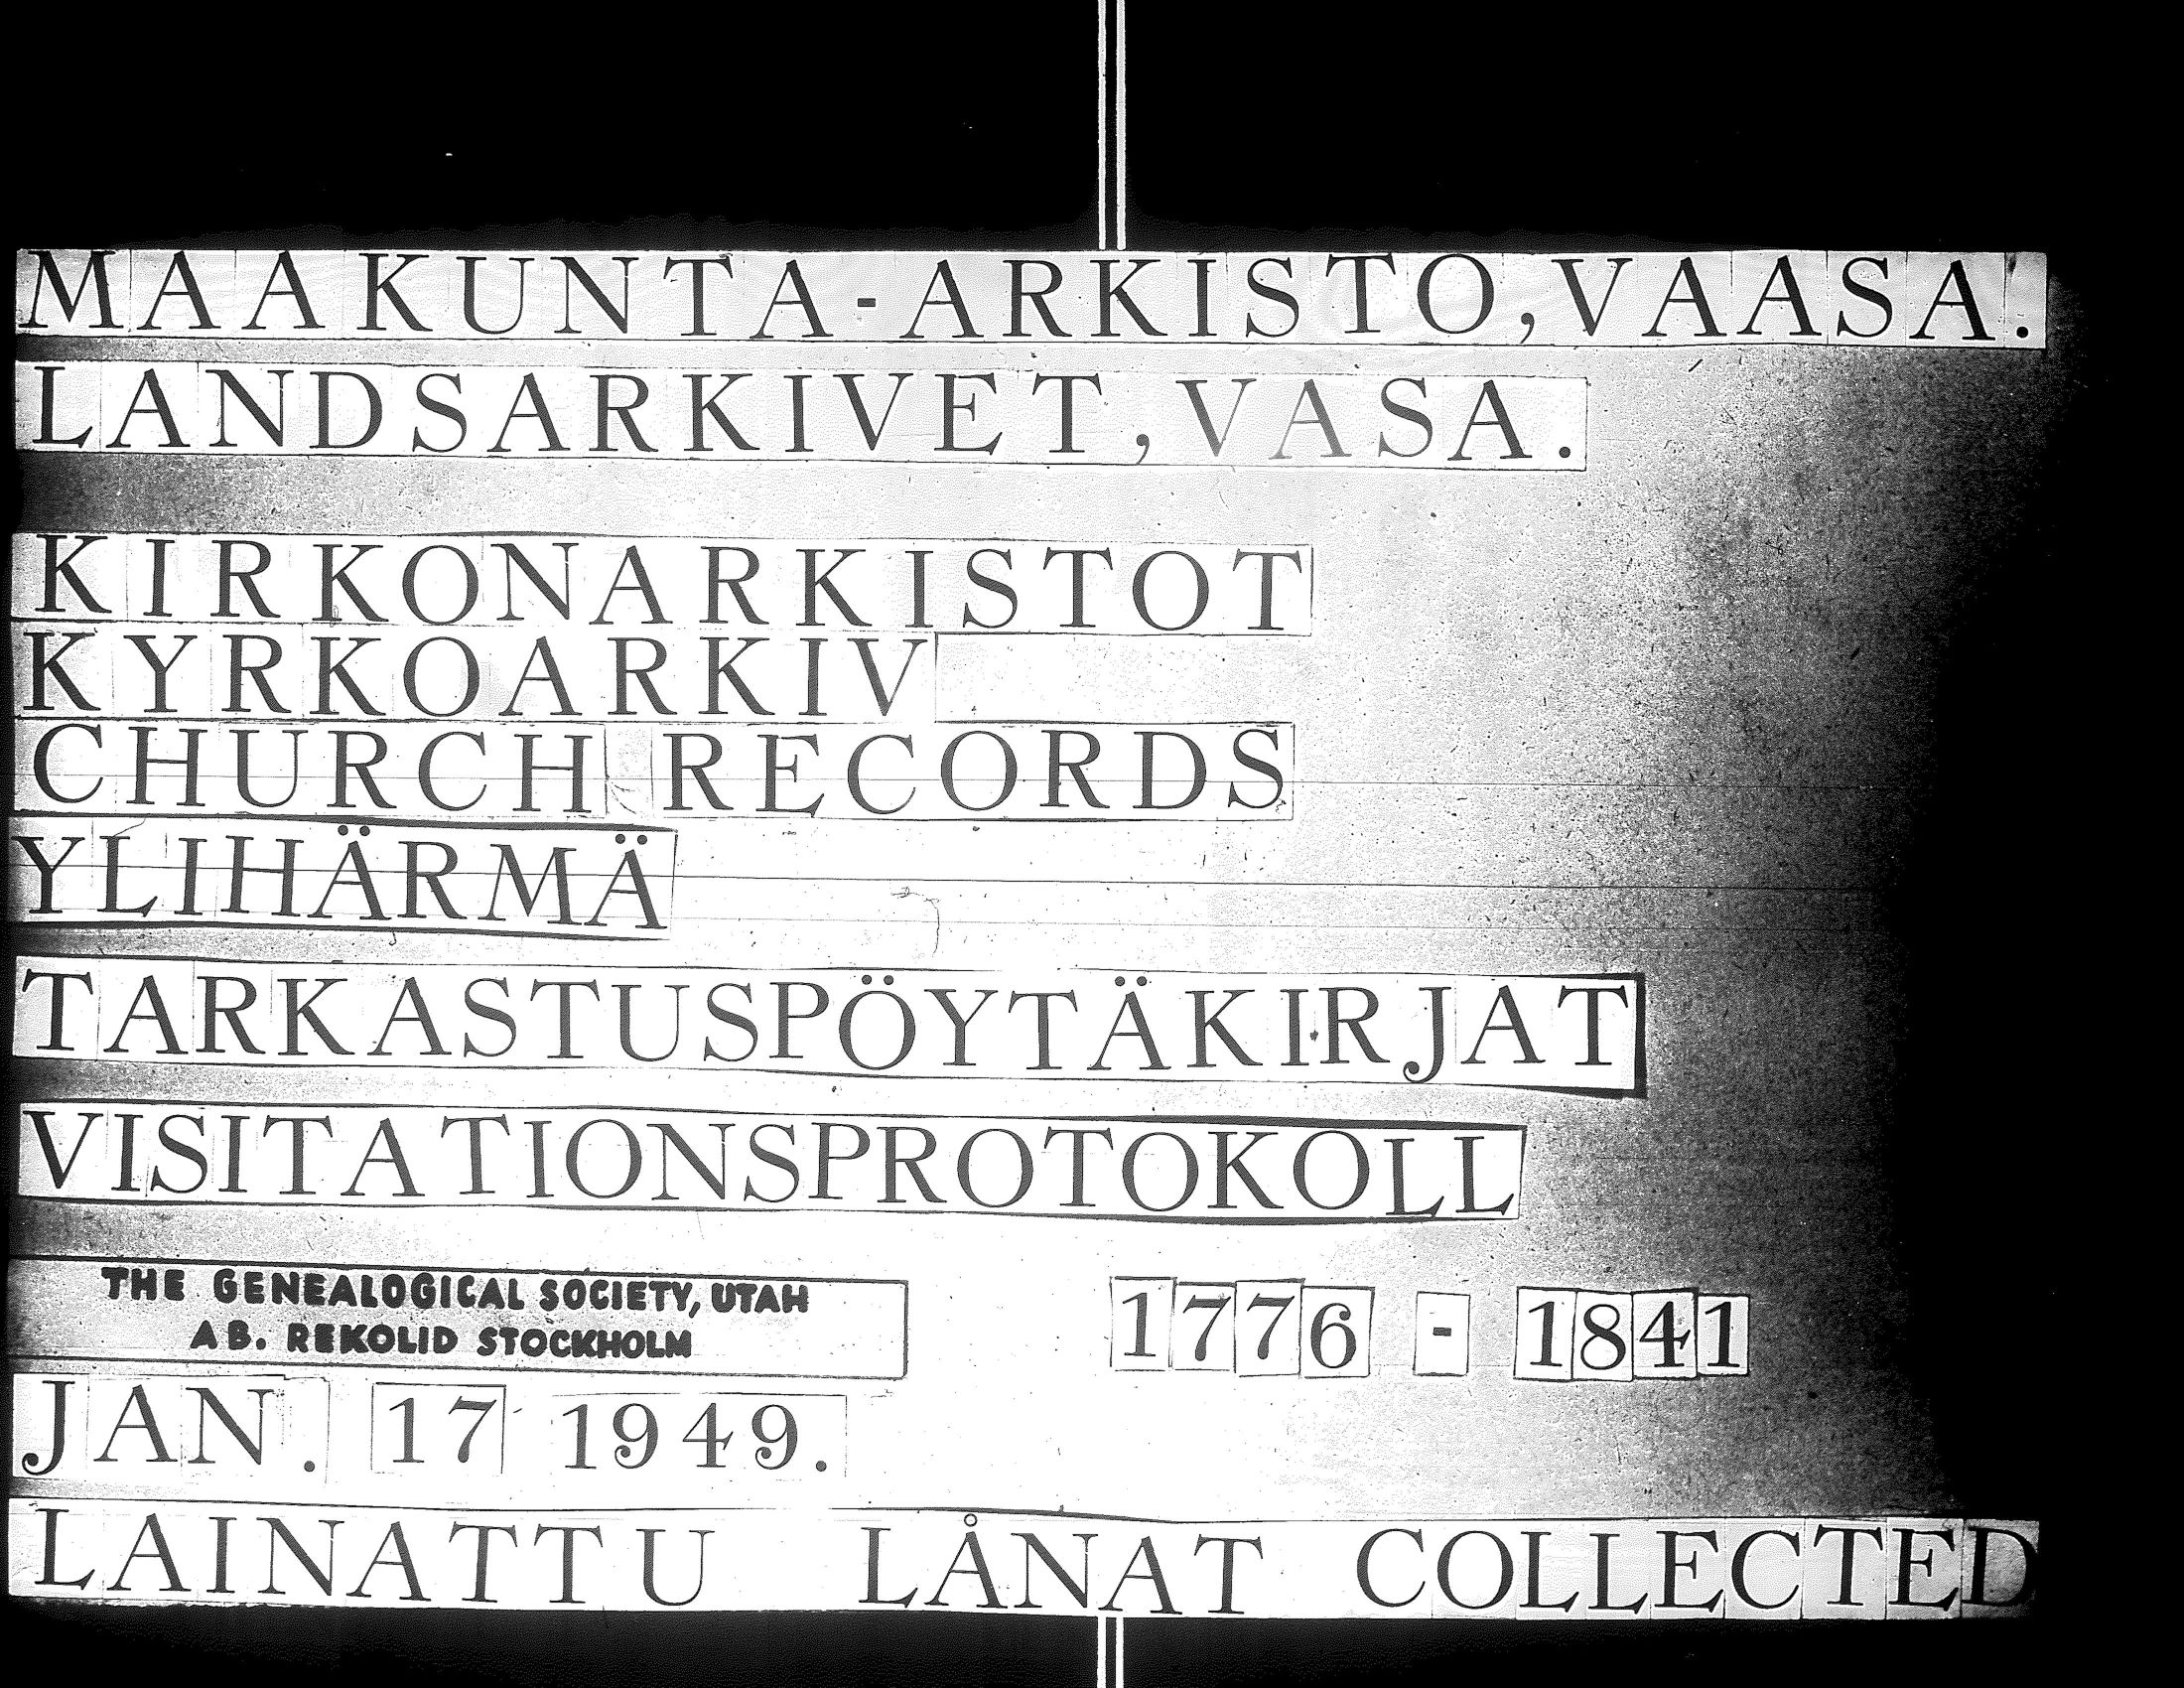 MAAKUNTA-ARKISTO, VAASA.
LANDSARKIVET, VASA.
KIRKONARKISTOT
KYRKOARKIV
CHURCH RECORDS
YLIHÄRMÄ
TARKASTUSPÖYTÄKIRJAT
VISITATIONSPROTOKOLL
THE GENEALOGICAL SOCIETY, UTAH
AB. REKOLID STOCKHOLM
1776 - 1841
JAN. 17 1949.
LAINATTU LÅNAT COLLECTED